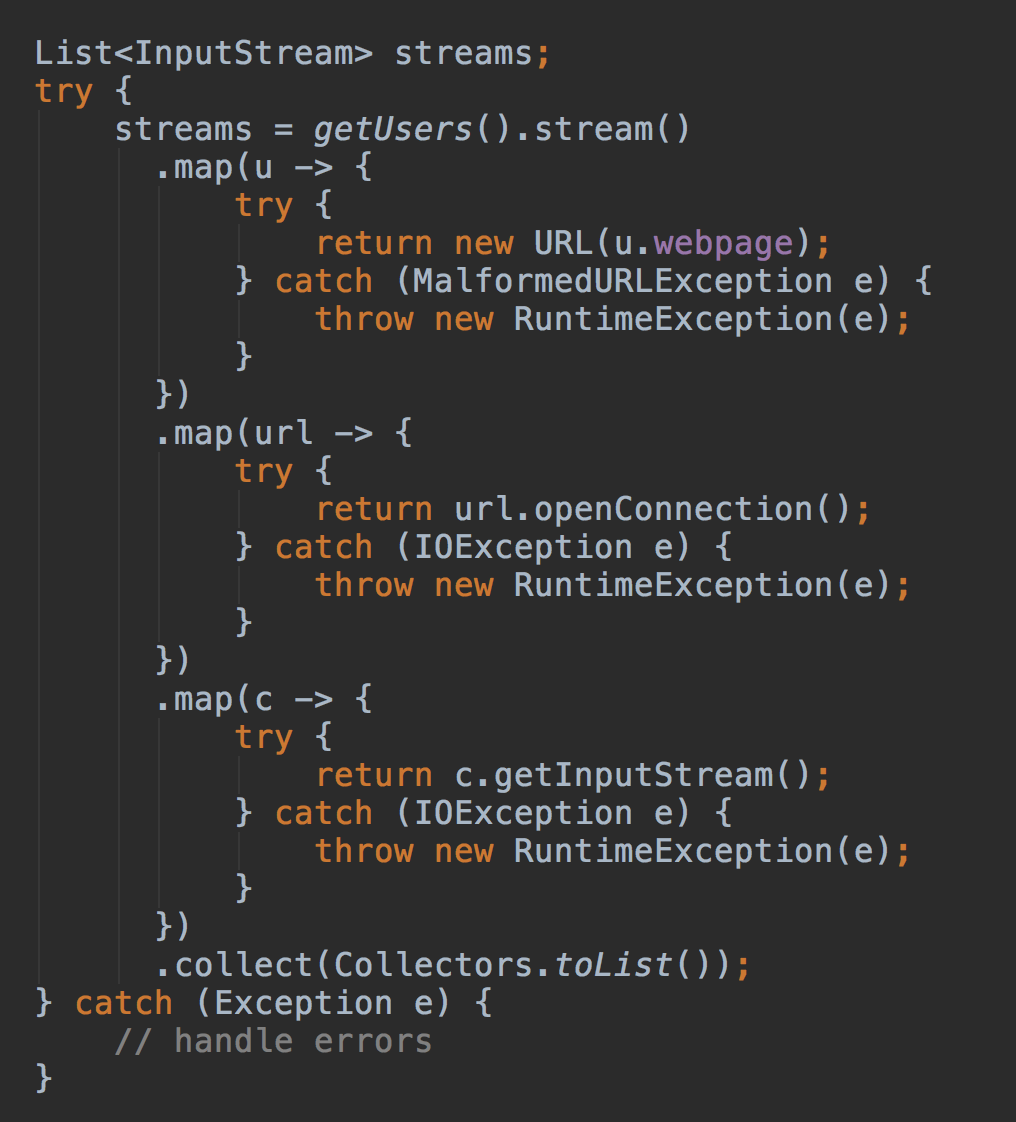 List<InputStream> streams;
try {
    streams = getUsers().stream()
      .map(u -> {
          try {
              return new URL(u.webpage);
          } catch (MalformedURLException e) {
              throw new RuntimeException(e);
          }
      })
      .map(url -> {
          try {
              return url.openConnection();
          } catch (IOException e) {
              throw new RuntimeException(e);
          }
      })
      .map(c -> {
          try {
              return c.getInputStream();
          } catch (IOException e) {
              throw new RuntimeException(e);
          }
      })
      .collect(Collectors.toList());
} catch (Exception e) {
    // handle errors
}